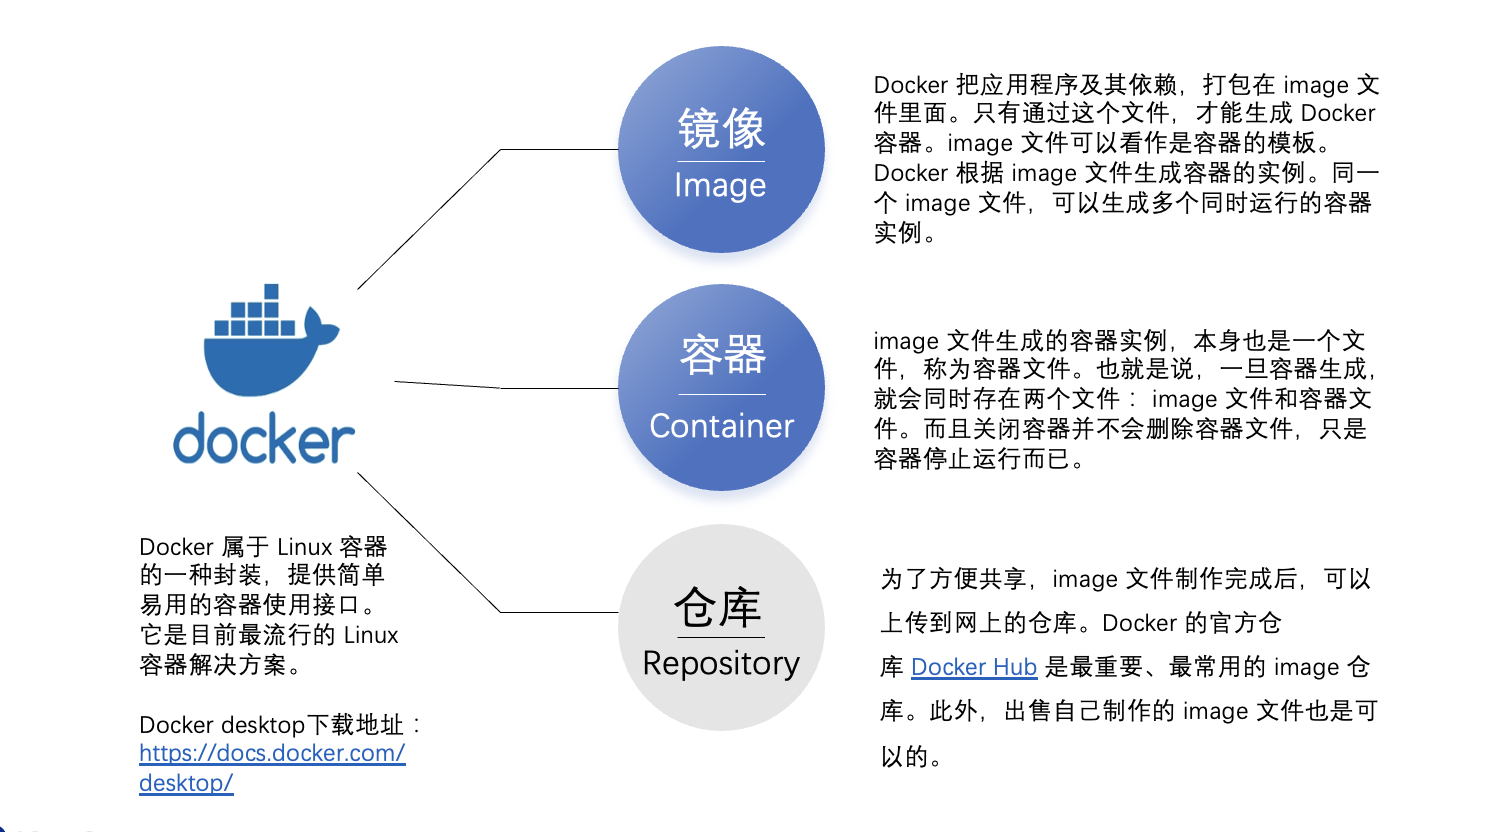 镜像
Image
Docker 把应用程序及其依赖，打包在 image 文
件里面。只有通过这个文件，才能生成 Docker
容器。image 文件可以看作是容器的模板。
Docker 根据 image 文件生成容器的实例。同一
个 image 文件，可以生成多个同时运行的容器
实例。
docker
容器
Container
image 文件生成的容器实例，本身也是一个文
件，称为容器文件。也就是说，一旦容器生成，
就会同时存在两个文件： image 文件和容器文
件。而且关闭容器并不会删除容器文件，只是
容器停止运行而已。
Docker 属于 Linux 容器
的一种封装，提供简单
易用的容器使用接口。
它是目前最流行的 Linux
容器解决方案。
Docker desktop下载地址：
https://docs.docker.com/
desktop/
仓库
Repository
为了方便共享，image 文件制作完成后，可以
上传到网上的仓库。Docker 的官方仓
库 Docker Hub 是最重要、最常用的 image 仓
库。此外，出售自己制作的 image 文件也是可
以的。